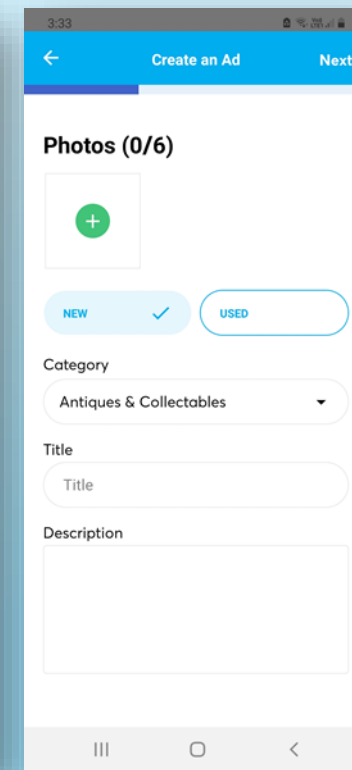 3:33
Create an Ad Next
Photos (0/6)
NEW USED
Category
Antiques & Collectables
Title
Title
Description